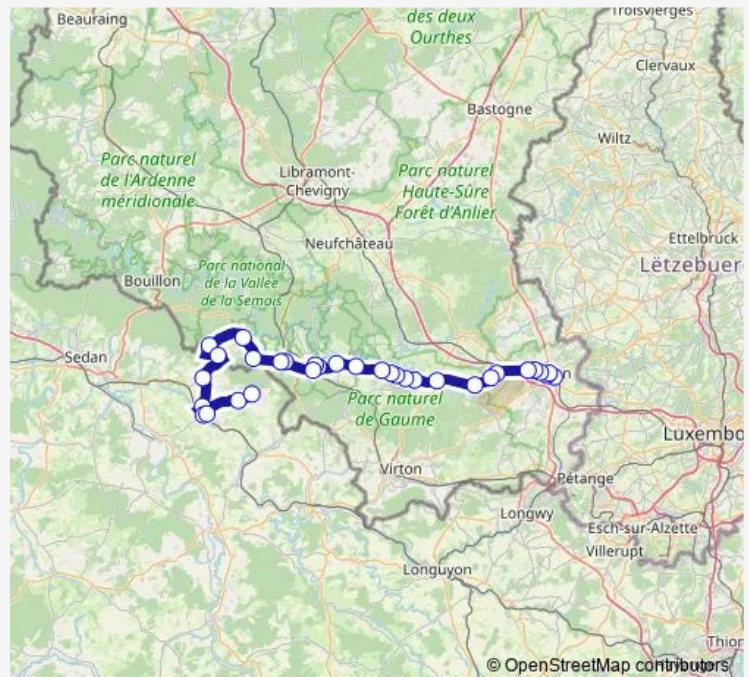 Beauraing
des deux
Ourthes
Troisvierges
Clervaux
Bastogne
Wiltz
Parc naturel
de l'Ardenne
méridionale
Libramont-
Chevigny
Parc naturel
Haute-Sûre
Forêt d'Anlier
Neufchâteau
Ettelbruck
Lëtzebuer
Bouillon
Parc national
de la Vallée
de la Semois
Sedan
Parc naturel
de Gaume
Luxembo
Virton
Pétange
Longwy
Esch-sur-Alzette
Villerupt
Longuyon
Thion
© OpenStreetMap contributors